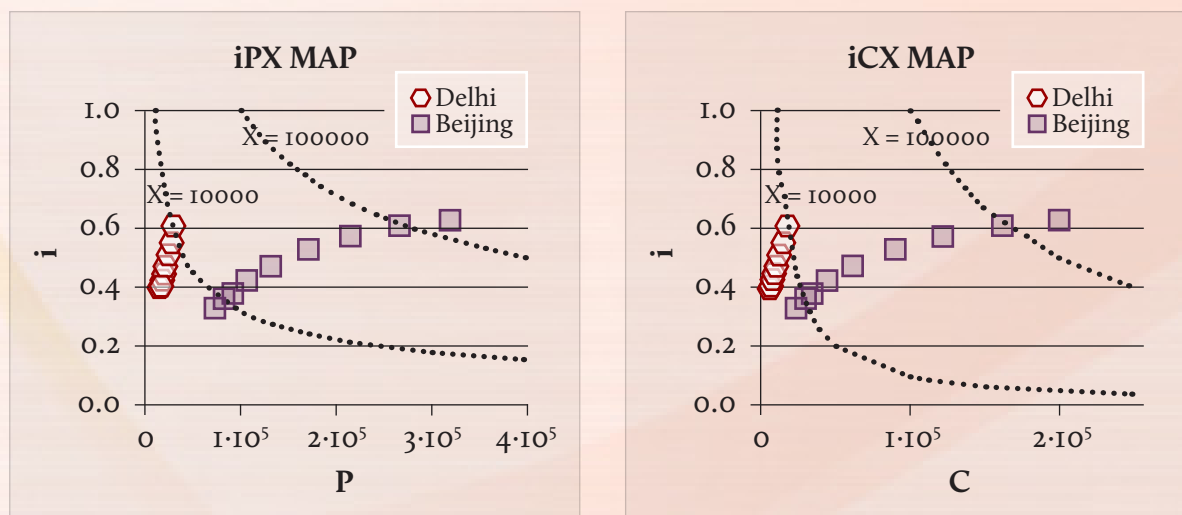 iPX MAP
Delhi
Beijing
1.0
0.8
0.6
0.4
0.2
0.0
i
X = 100000
X = 10000
0
1·10⁵
2·10⁵
3·10⁵
4·10⁵
P
iCX MAP
Delhi
Beijing
1.0
0.8
0.6
0.4
0.2
0.0
i
X = 100000
X = 10000
0
1·10⁵
2·10⁵
C